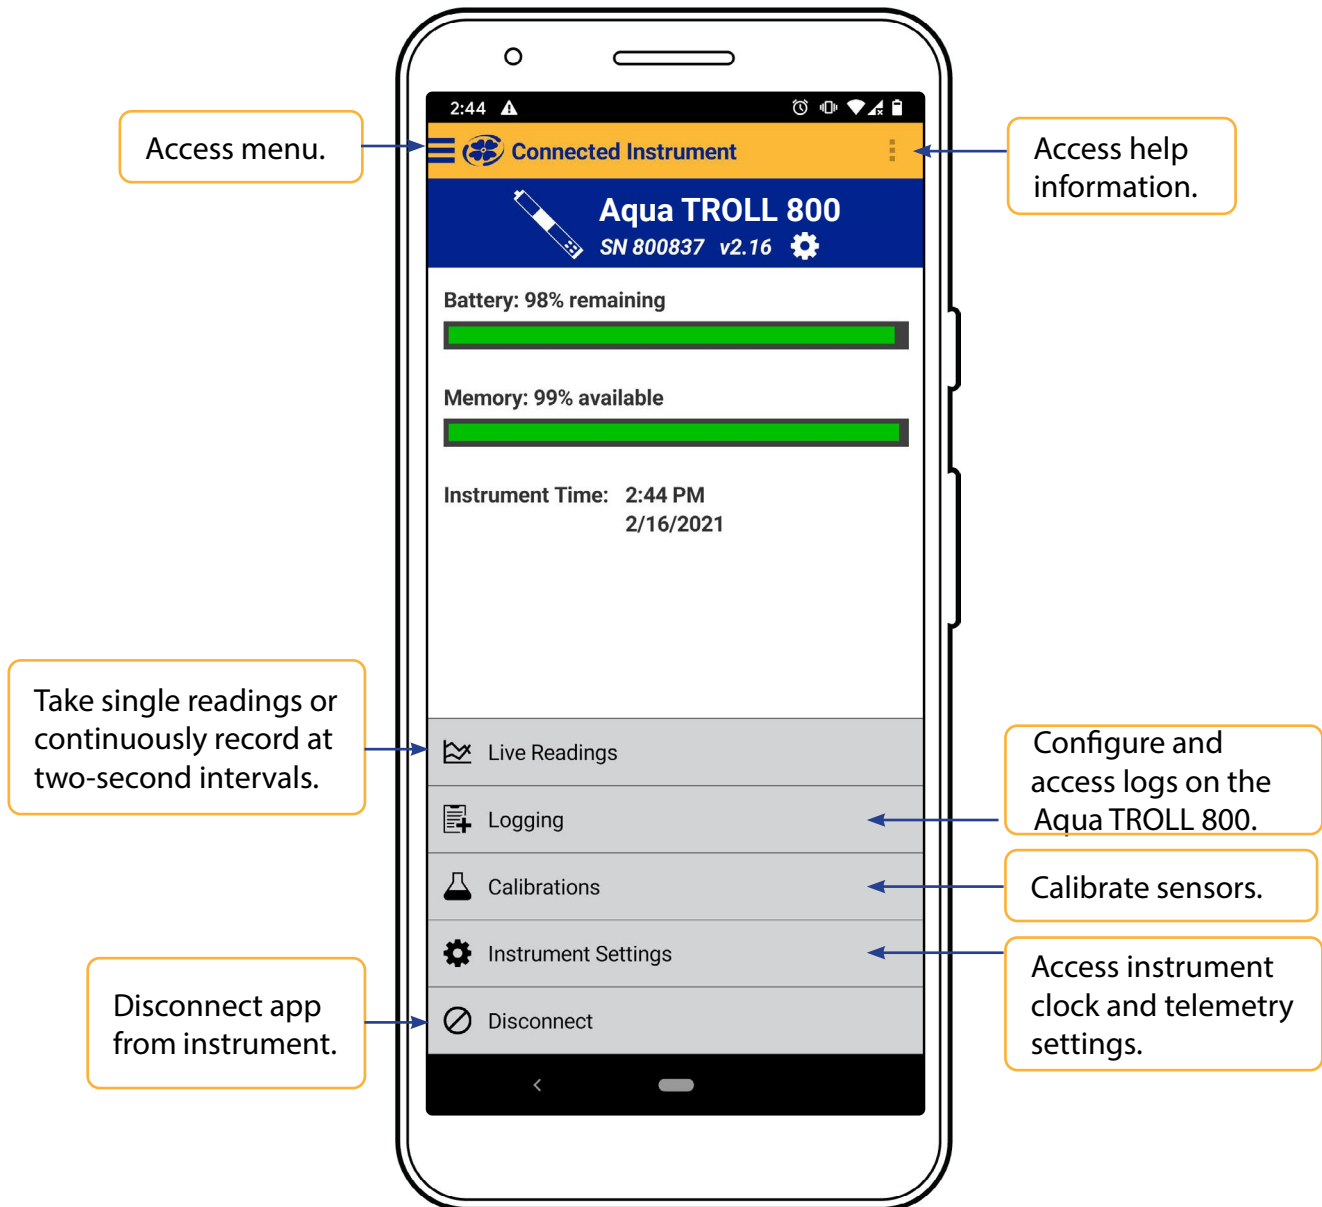 2:44
Access menu.
Connected Instrument
Access help
information.
Aqua TROLL 800
SN 800837 v2.16
Battery: 98% remaining
Memory: 99% available
Instrument Time: 2:44 PM
2/16/2021
Take single readings or
continuously record at
two-second intervals.
Live Readings
Configure and
access logs on the
Aqua TROLL 800.
Logging
Calibrations
Calibrate sensors.
Instrument Settings
Access instrument
clock and telemetry
settings.
Disconnect app
from instrument.
Disconnect